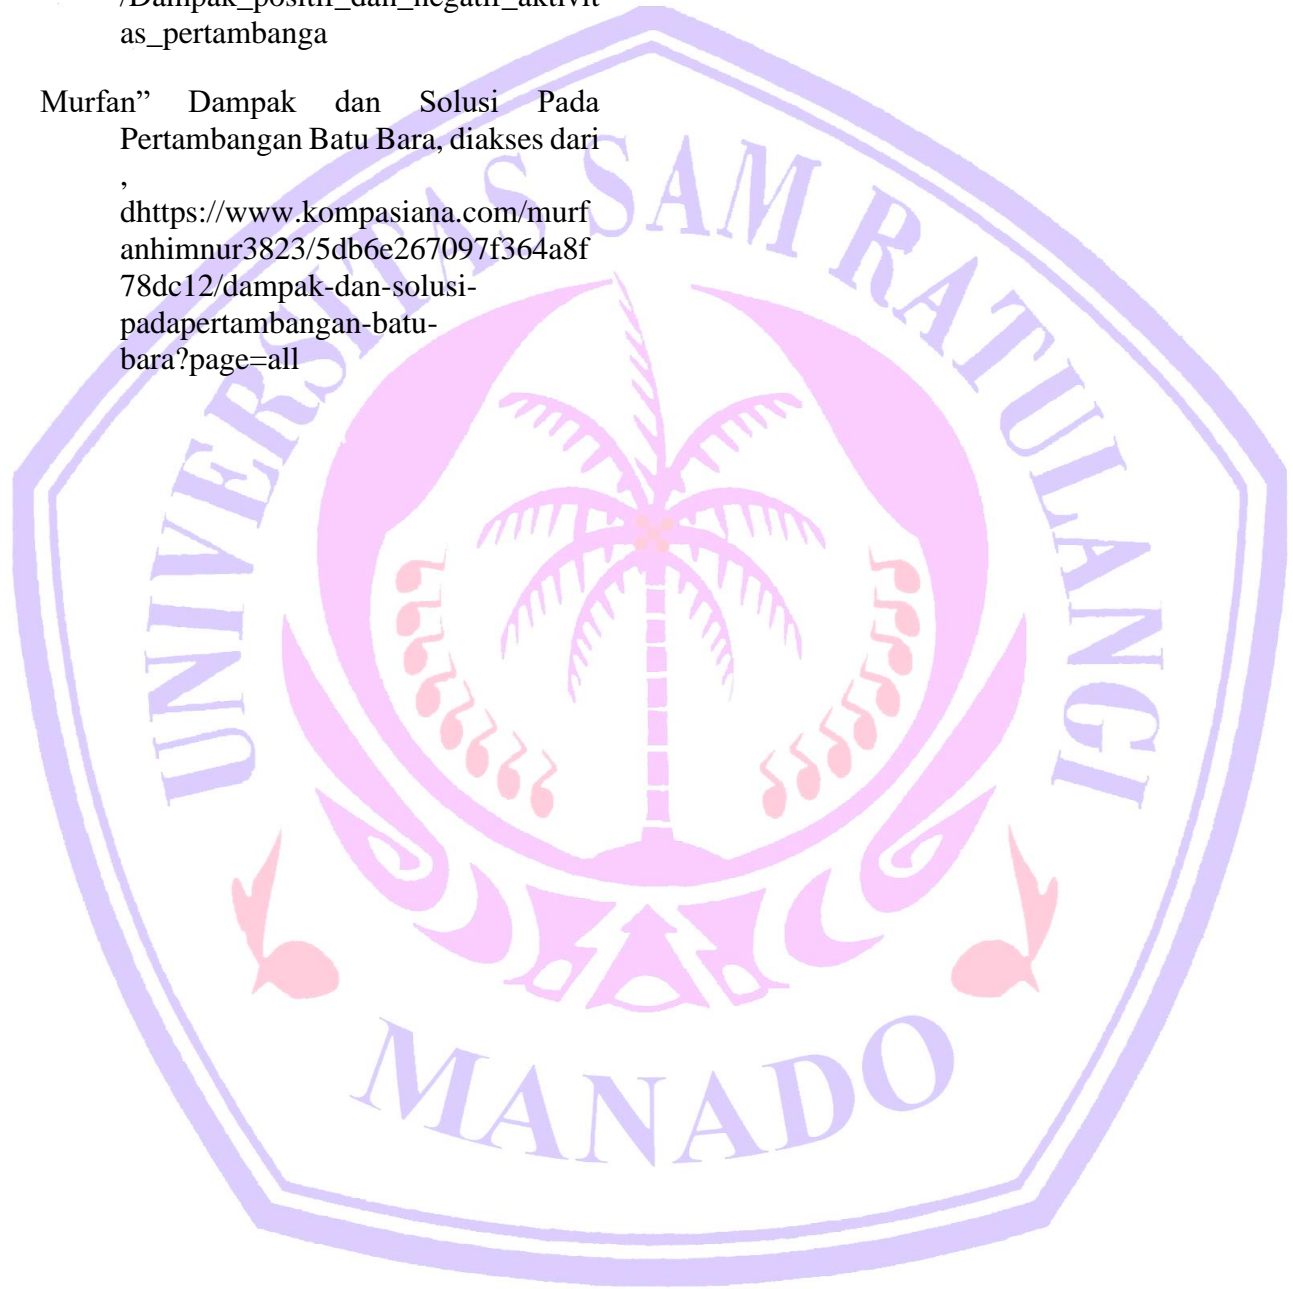 /Dampak_positif_dan_negatif_aktivit
as_pertambanga
Murfan” Dampak dan Solusi Pada
Pertambangan Batu Bara, diakses dari
,
dhttps://www.kompasiana.com/murf
anhimnur3823/5db6e267097f364a8f
78dc12/dampak-dan-solusi-
padapertambangan-batu-
bara?page=all
UNIVERSITAS SAM RATULANGI
MANADO